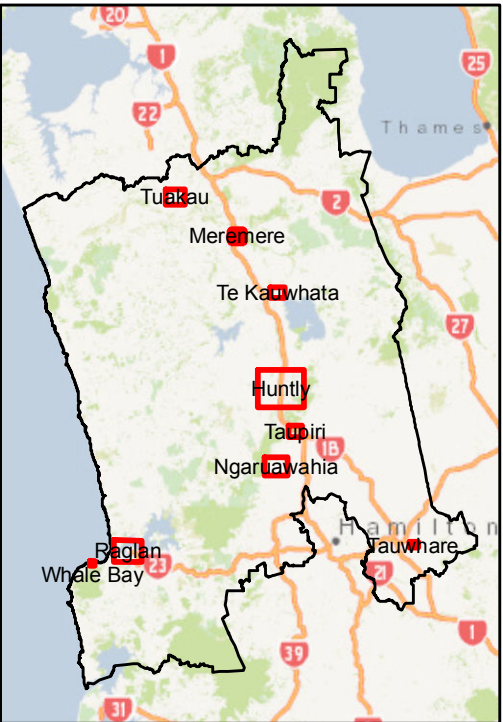 20
1
25
22
Thames
Tuakau
2
Meremere
Te Kauwhata
27
Huntly
Taupiri
1B
Ngaruawahia
Hamilton
Tauwhare
Raglan
23
Whale Bay
21
1
39
31